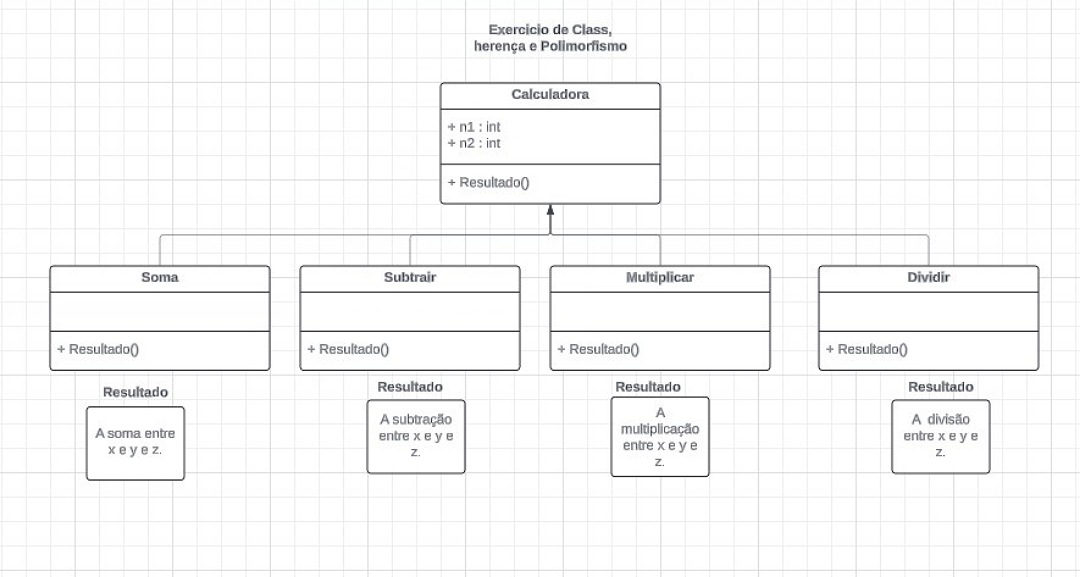 Exercicio de Class,
herença e Polimorfismo
Calculadora
+ n1 : int
+ n2 : int
+ Resultado()
Soma
+ Resultado()
Subtrair
+ Resultado()
Multiplicar
+ Resultado()
Dividir
+ Resultado()
Resultado
A soma entre
x e y e z.
Resultado
A subtração
entre x e y e
z.
Resultado
A
multiplicação
entre x e y e
z.
Resultado
A divisão
entre x e y e
z.